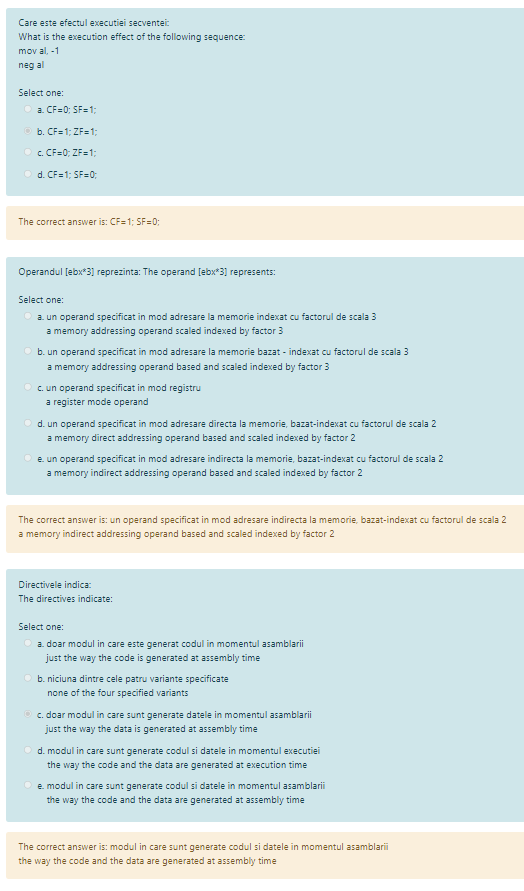 Care este efectul executiei secventei:
What is the execution effect of the following sequence:
mov al, -1
neg al
Select one:
a. CF=0; SF=1;
b. CF=1; ZF=1;
c. CF=0; ZF=1;
d. CF=1; SF=0;
The correct answer is: CF=1; SF=0;
Operandul [ebx*3] reprezinta: The operand [ebx*3] represents:
Select one:
a. un operand specificat in mod adresare la memorie indexat cu factorul de scala 3
a memory addressing operand scaled indexed by factor 3
b. un operand specificat in mod adresare la memorie bazat - indexat cu factorul de scala 3
a memory addressing operand based and scaled indexed by factor 3
c. un operand specificat in mod registru
a register mode operand
d. un operand specificat in mod adresare directa la memorie, bazat-indexat cu factorul de scala 2
a memory direct addressing operand based and scaled indexed by factor 2
e. un operand specificat in mod adresare indirecta la memorie, bazat-indexat cu factorul de scala 2
a memory indirect addressing operand based and scaled indexed by factor 2
The correct answer is: un operand specificat in mod adresare indirecta la memorie, bazat-indexat cu factorul de scala 2
a memory indirect addressing operand based and scaled indexed by factor 2
Directivele indica:
The directives indicate:
Select one:
a. doar modul in care este generat codul in momentul asamblarii
just the way the code is generated at assembly time
b. niciuna dintre cele patru variante specificate
none of the four specified variants
c. doar modul in care sunt generate datele in momentul asamblarii
just the way the data is generated at assembly time
d. modul in care sunt generate codul si datele in momentul executiei
the way the code and the data are generated at execution time
e. modul in care sunt generate codul si datele in momentul asamblarii
the way the code and the data are generated at assembly time
The correct answer is: modul in care sunt generate codul si datele in momentul asamblarii
the way the code and the data are generated at assembly time